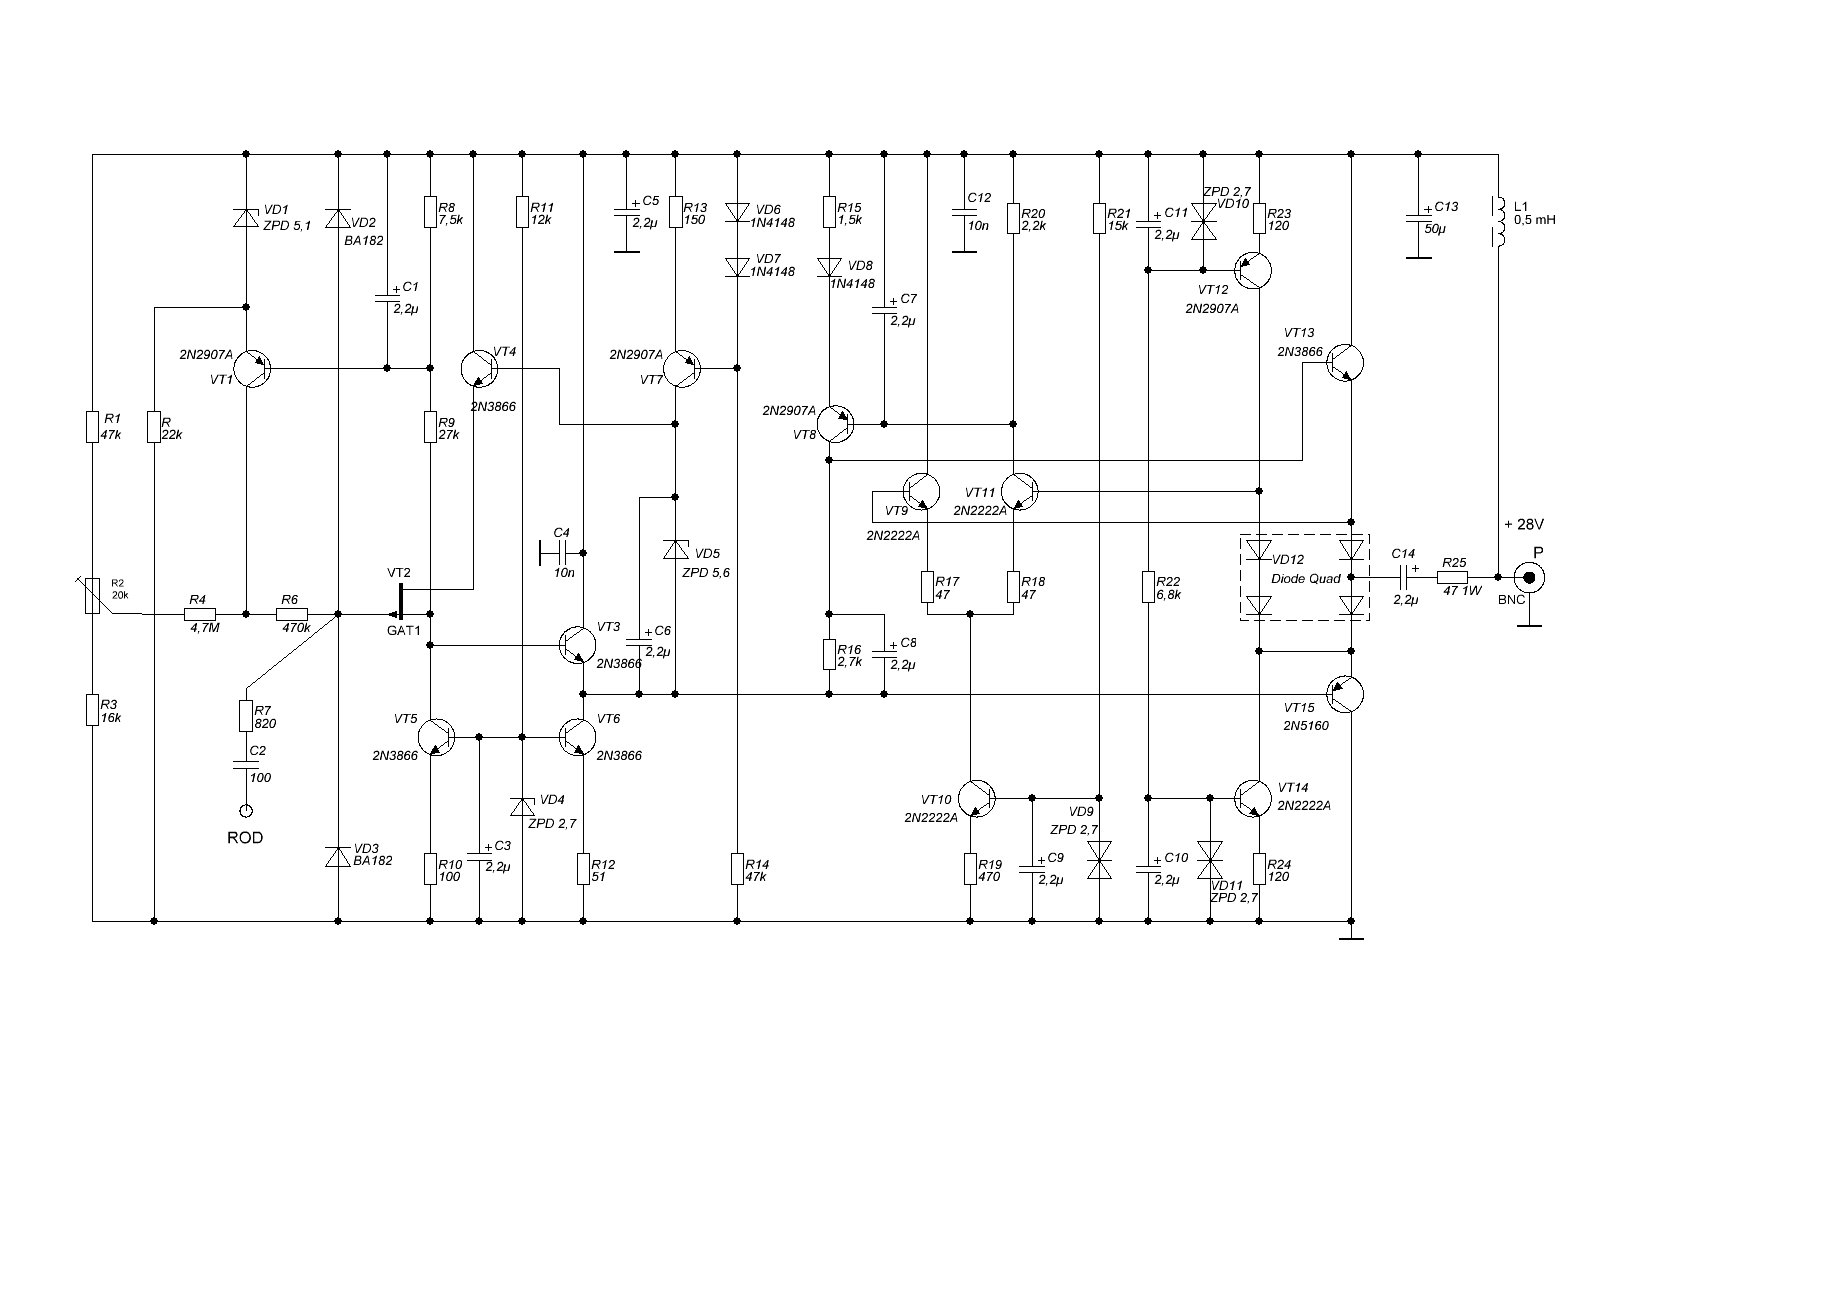 VD1
ZPD 5,1
VD2
BA182
R8
7,5k
C1
2,2µ
R11
12k
+ C5
2,2µ
R13
150
VD6
1N4148
VD7
1N4148
R15
1,5k
VD8
1N4148
+ C7
2,2µ
C12
10n
R20
2,2k
R21
15k
+ C11
2,2µ
ZPD 2,7
VD10
R23
120
VT12
2N2907A
VT13
2N3866
+ C13
50µ
L1
0,5 mH
2N2907A
VT1
VT4
2N3866
2N2907A
VT7
2N2907A
VT8
R1
47k
R
22k
R9
27k
VT9
2N2222A
VT11
2N2222A
C4
10n
VD5
ZPD 5,6
R2
20k
R4
4,7M
R6
470k
VT2
GAT1
VT3
2N3866
+ C6
2,2µ
R16
2,7k
+ C8
2,2µ
R17
47
R18
47
R22
6,8k
VD12
Diode Quad
C14
+
2,2µ
R25
47 1W
+ 28V
P
BNC
R3
16k
R7
820
C2
100
ROD
VT5
2N3866
VT6
2N3866
VT15
2N5160
VD4
ZPD 2,7
VD3
BA182
R10
100
+ C3
2,2µ
R12
51
R14
47k
VT10
2N2222A
VD9
ZPD 2,7
R19
470
+ C9
2,2µ
+ C10
2,2µ
VD11
ZPD 2,7
VT14
2N2222A
R24
120